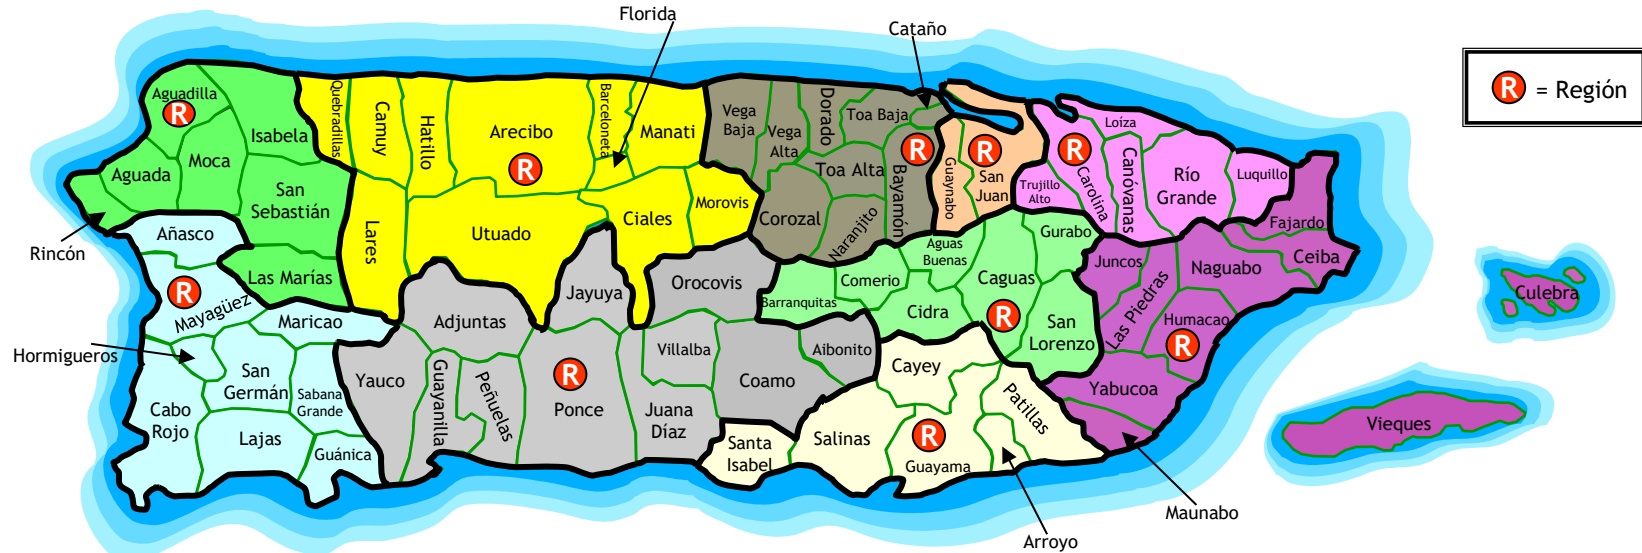 Florida
Cataño
R = Región
Aguadilla
R
Isabela
Moca
Aguada
San
Sebastián
Rincón
Las Marías
Quebradillas
Camuy
Hatillo
Arecibo
R
Barceloneta
Manati
Lares
Utuado
Ciales
Morovis
Vega
Baja
Vega
Alta
Dorado
Toa Baja
Toa Alta
Bayamón
R
Corozal
Naranjito
Guaynabo
R
San
Juan
R
Loíza
Trujillo
Alto
Carolina
Canóvanas
Río
Grande
Luquillo
Fajardo
Ceiba
Naguabo
Juncos
Las Piedras
Humacao
R
Yabucoa
Maunabo
Culebra
Vieques
Añasco
R
Mayagüez
Maricao
Hormigueros
San
Germán
Sabana
Grande
Cabo
Rojo
Lajas
Guánica
Adjuntas
Jayuya
Orocovis
Yauco
Guayanilla
Peñuelas
R
Ponce
Villalba
Juana
Díaz
Coamo
Aibonito
Barranquitas
Comerio
Aguas
Buenas
Cidra
Caguas
R
Gurabo
San
Lorenzo
Cayey
Salinas
Santa
Isabel
R
Guayama
Patillas
Arroyo